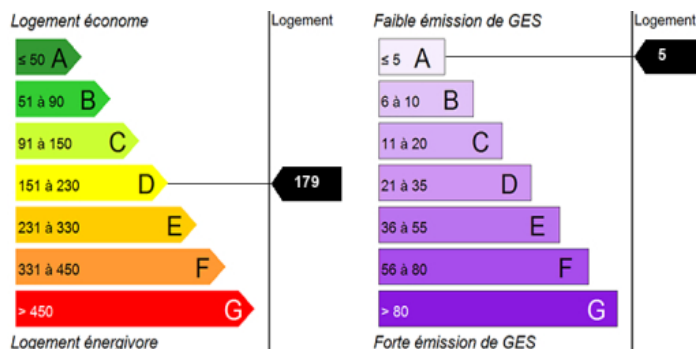 Logement économe
Logement
≤ 50 A
51 à 90 B
91 à 150 C
151 à 230 D
179
231 à 330 E
331 à 450 F
> 450 G
Logement énergivore
Faible émission de GES
Logement
≤ 5 A
5
6 à 10 B
11 à 20 C
21 à 35 D
36 à 55 E
56 à 80 F
> 80 G
Forte émission de GES